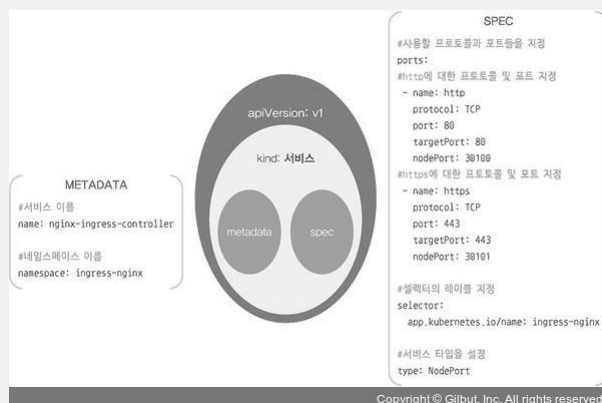 METADATA
#서비스 이름
name: nginx-ingress-controller
#네임스페이스 이름
namespace: ingress-nginx
apiVersion: v1
kind: 서비스
metadata
spec
SPEC
#사용할 프로토콜과 포트들을 지정
ports:
#http에 대한 프로토콜 및 포트 지정
- name: http
protocol: TCP
port: 80
targetPort: 80
nodePort: 30100
#https에 대한 프로토콜 및 포트 지정
- name: https
protocol: TCP
port: 443
targetPort: 443
nodePort: 30101
#셀렉터의 레이블 지정
selector:
app.kubernetes.io/name: ingress-nginx
#서비스 타입을 설정
type: NodePort
Copyright © Gilbut, Inc. All rights reserved